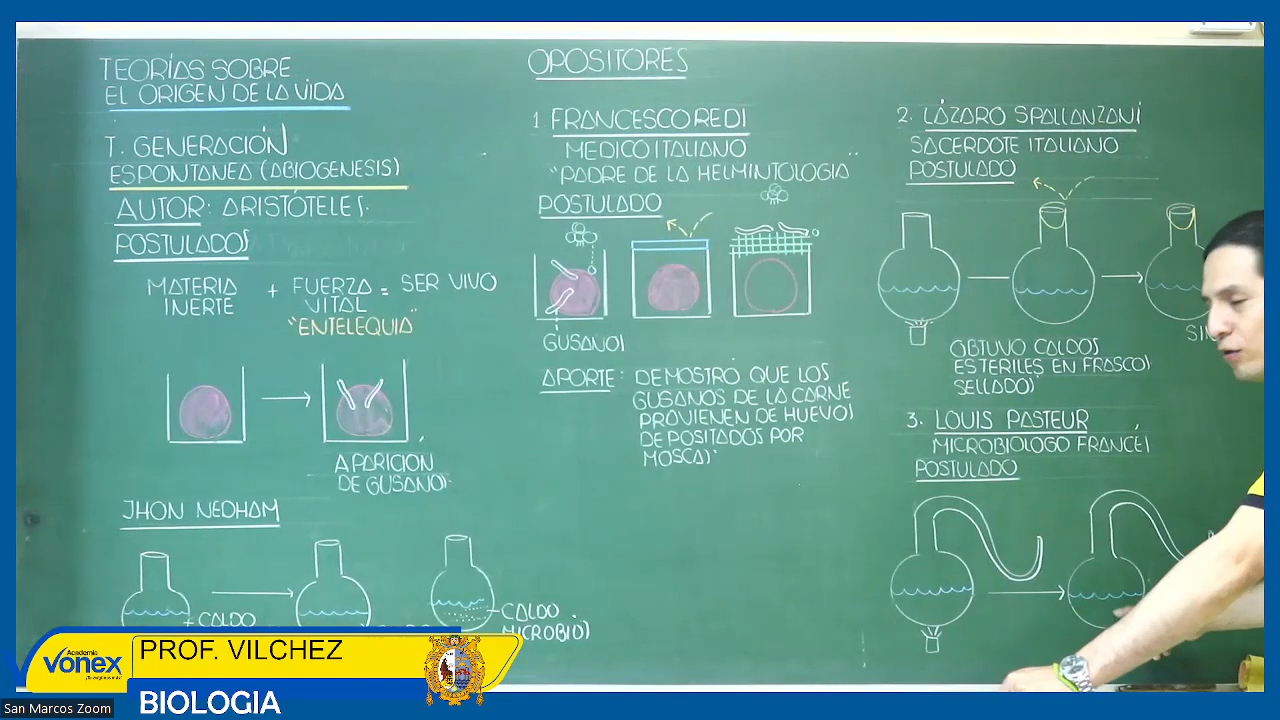 TEORÍAS SOBRE
EL ORIGEN DE LA VIDA
T. GENERACIÓN
ESPONTANEA (ABIOGENESIS)
AUTOR: ARISTÓTELES.
POSTULADOS
MATERIA INERTE + FUERZA VITAL = SER VIVO
"ENTELEQUIA"
APARICION
DE GUSANOS
JHON NEDHAM
CALDO
CALDO
MICROBIOS
OPOSITORES
1 FRANCESCO REDI
MEDICO ITALIANO
"PADRE DE LA HELMINTOLOGIA"
POSTULADO
GUSANOS
APORTE: DEMOSTRÓ QUE LOS
GUSANOS DE LA CARNE
PROVIENEN DE HUEVOS
DEPOSITADOS POR
MOSCAS
2. LÁZARO SPALLANZANI
SACERDOTE ITALIANO
POSTULADO
OBTUVO CALDOS
ESTERILES EN FRASCOS
SELLADOS
3. LOUIS PASTEUR
MICROBIOLOGO FRANCES
POSTULADO
Academia
vonex
PROF. VILCHEZ
BIOLOGIA
San Marcos Zoom